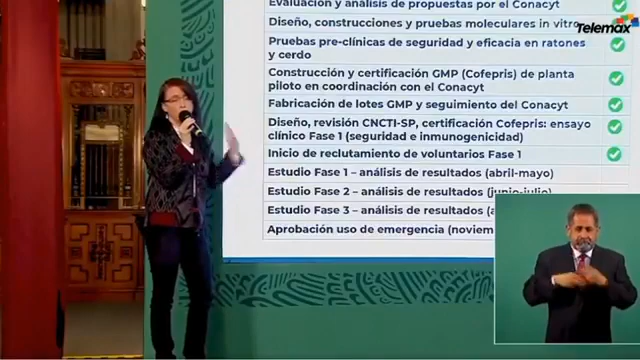 Evaluación y análisis de propuestas por el Conacyt
Telemax
Diseño, construcciones y pruebas moleculares in vitro
Pruebas pre-clínicas de seguridad y eficacia en ratones
y cerdo
Construcción y certificación GMP (Cofepris) de planta
piloto en coordinación con el Conacyt
Fabricación de lotes GMP y seguimiento del Conacyt
Diseño, revisión CNCTI-SP, certificación Cofepris: ensayo
clínico Fase 1 (seguridad e inmunogenicidad)
Inicio de reclutamiento de voluntarios Fase 1
Estudio Fase 1 – análisis de resultados (abril-mayo)
Estudio Fase 2 – análisis de resultados (junio-julio)
Estudio Fase 3 – análisis de resultados
Aprobación uso de emergencia